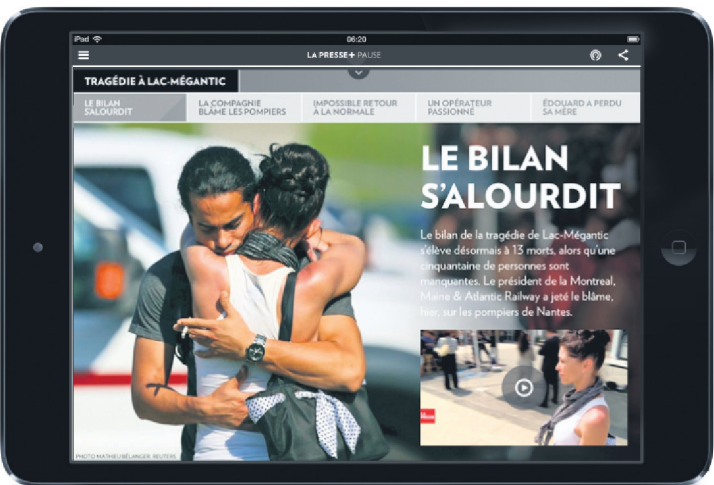 iPad 06:20
LA PRESSE+ PAUSE
TRAGÉDIE À LAC-MÉGANTIC
LE BILAN
S'ALOURDIT
LA COMPAGNIE
BLÂME LES POMPIERS
IMPOSSIBLE RETOUR
À LA NORMALE
UN OPÉRATEUR
PASSIONNÉ
ÉDOUARD A PERDU
SA MÈRE
LE BILAN
S'ALOURDIT
Le bilan de la tragédie de Lac-Mégantic
s'élève désormais à 13 morts, alors qu'une
cinquantaine de personnes sont
manquantes. Le président de la Montreal,
Maine & Atlantic Railway a jeté le blâme,
hier, sur les pompiers de Nantes.
PHOTO MATHIEU BÉLANGER, REUTERS